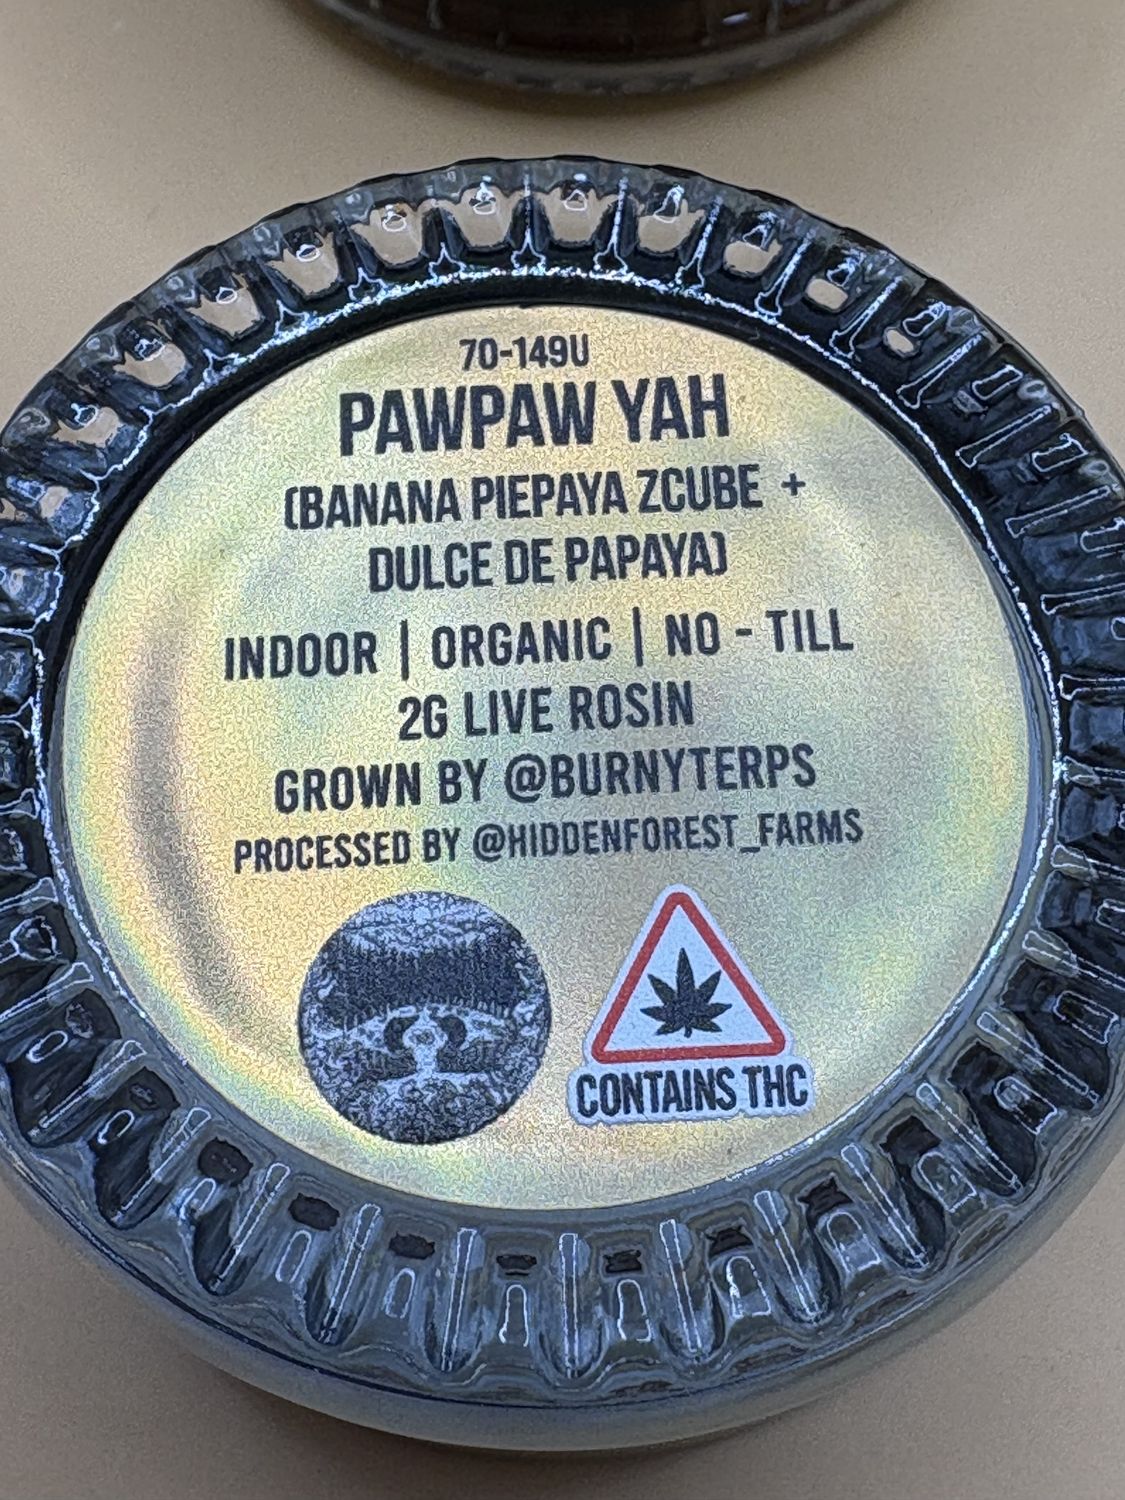 70-149U
PAWPAW YAH
(BANANA PIEPAYA ZCUBE +
DULCE DE PAPAYA)
INDOOR | ORGANIC | NO - TILL
2G LIVE ROSIN
GROWN BY @BURNYTERPS
PROCESSED BY @HIDDENFOREST_FARMS
CONTAINS THC